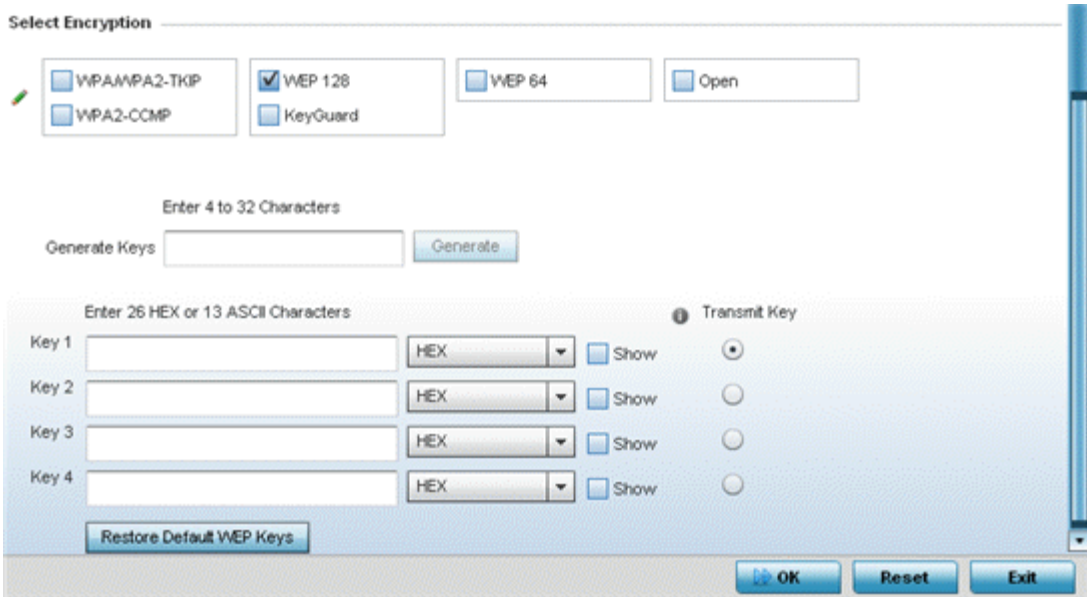 Select Encryption
WPA/WPA2-TKIP WEP 128 WEP 64 Open
WPA2-CCMP KeyGuard
Enter 4 to 32 Characters
Generate Keys Generate
Enter 26 HEX or 13 ASCII Characters Transmit Key
Key 1 HEX Show
Key 2 HEX Show
Key 3 HEX Show
Key 4 HEX Show
Restore Default WEP Keys
OK Reset Exit